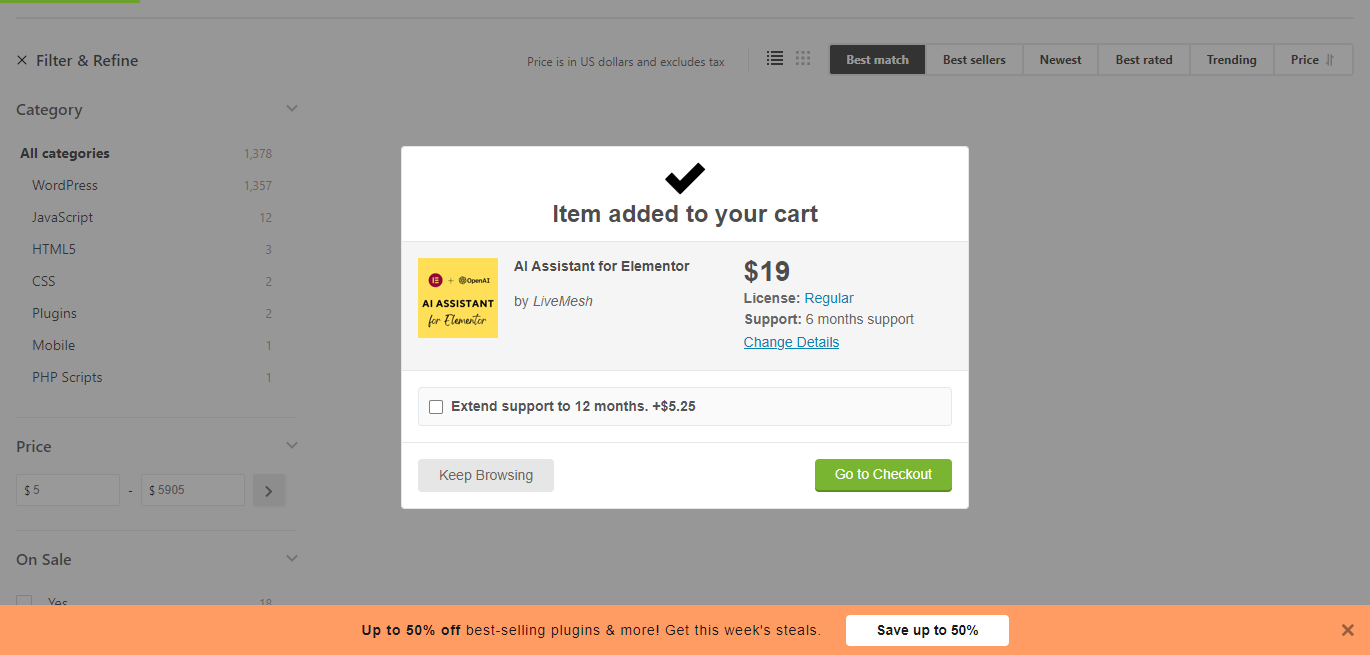 Filter & Refine
Price is in US dollars and excludes tax
Best match
Best sellers
Newest
Best rated
Trending
Price
Category
All categories 1,378
WordPress 1,357
JavaScript 12
HTML5 3
CSS 2
Plugins 2
Mobile 1
PHP Scripts 1
Price
$ 5 - $ 5905
On Sale
Yes 18
Item added to your cart
+ OpenAI
AI ASSISTANT
for Elementor
AI Assistant for Elementor
by LiveMesh
$19
License: Regular
Support: 6 months support
Change Details
Extend support to 12 months. +$5.25
Keep Browsing
Go to Checkout
Up to 50% off best-selling plugins & more! Get this week's steals.
Save up to 50%